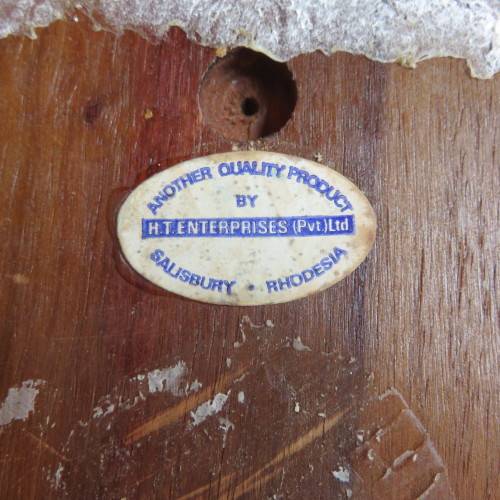 ANOTHER QUALITY PRODUCT
BY
H.T. ENTERPRISES (Pvt.) Ltd
SALISBURY • RHODESIA